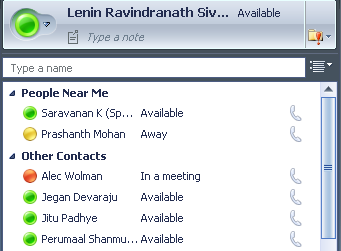 Lenin Ravindranath Siv... Available
Type a note
Type a name
People Near Me
Saravanan K (Sp... Available
Prashanth Mohan Away
Other Contacts
Alec Wolman In a meeting
Jegan Devaraju Available
Jitu Padhye Available
Perumaal Shanmu... Available